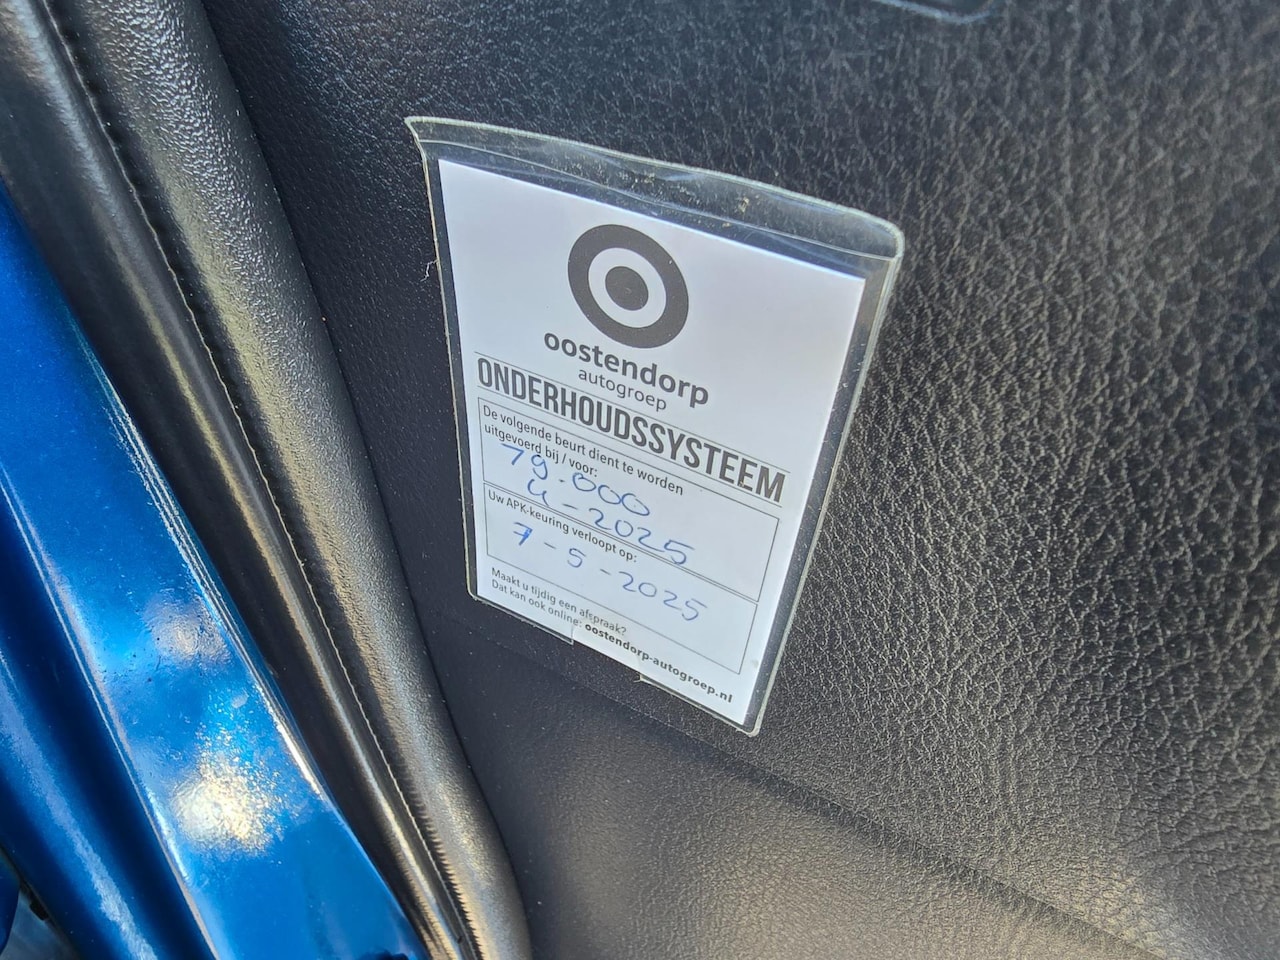 oostendorp
autogroep
ONDERHOUDSSYSTEEM
De volgende beurt dient te worden
uitgevoerd bij / voor:
79.000
4-2025
Uw APK-keuring verloopt op:
7-5-2025
Maakt u tijdig een afspraak?
Dat kan ook online: oostendorp-autogroep.nl